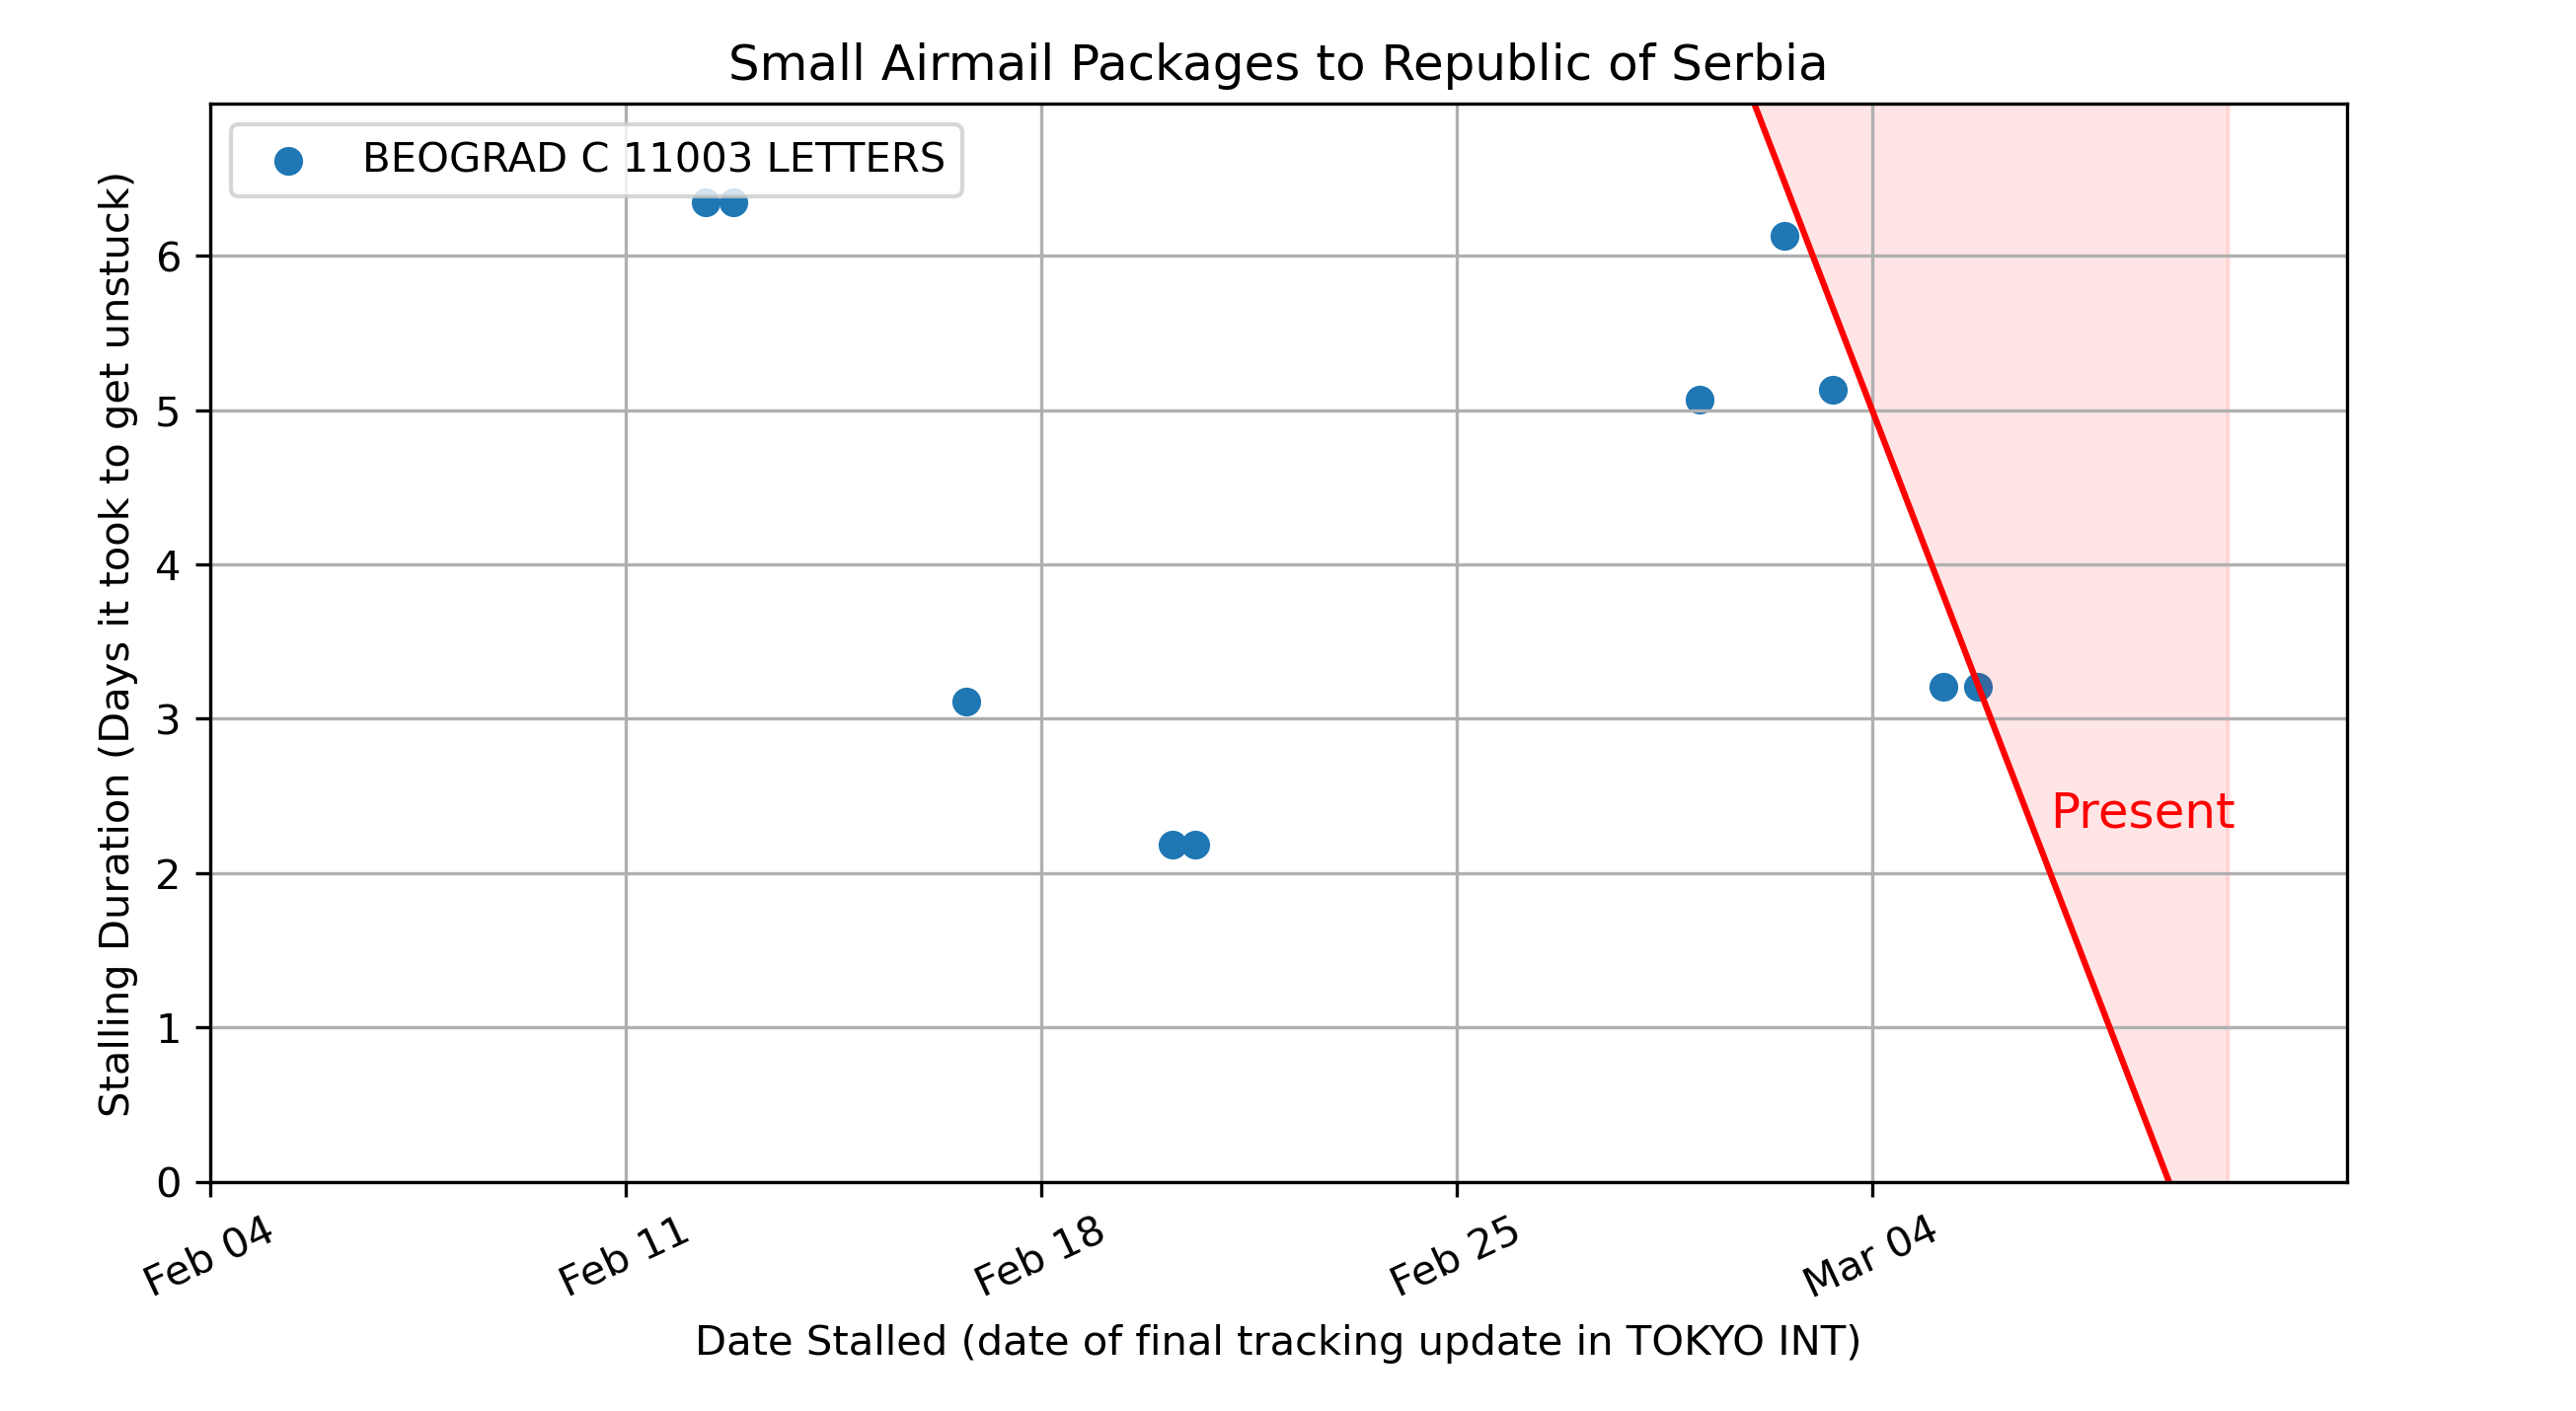 Small Airmail Packages to Republic of Serbia
BEOGRAD C 11003 LETTERS
Stalling Duration (Days it took to get unstuck)
6
5
4
3
2
1
0
Present
Feb 04
Feb 11
Feb 18
Feb 25
Mar 04
Date Stalled (date of final tracking update in TOKYO INT)